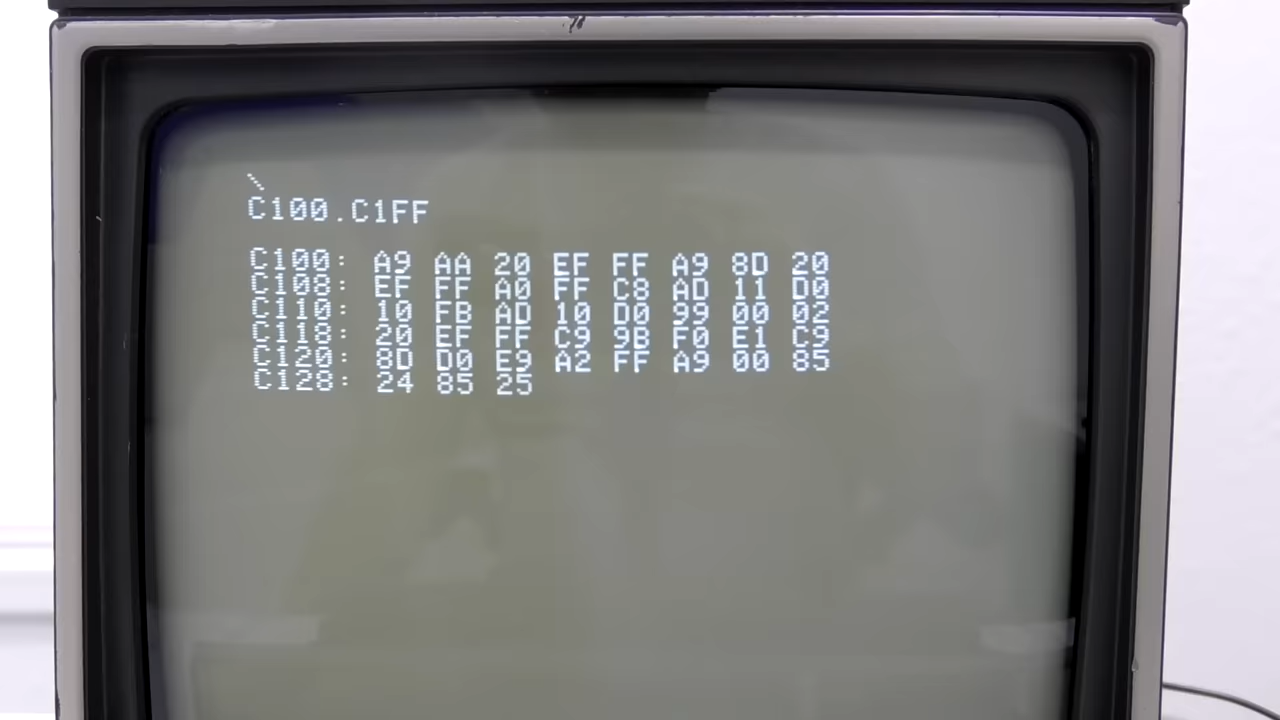 \
C100.C1FF
C100: A9 AA 20 EF FF A9 8D 20
C108: EF FF A0 FF C8 AD 11 D0
C110: 10 FB AD 10 D0 99 00 02
C118: 20 EF FF C9 9B F0 E1 C9
C120: 8D D0 E9 A2 FF A9 00 85
C128: 24 85 25